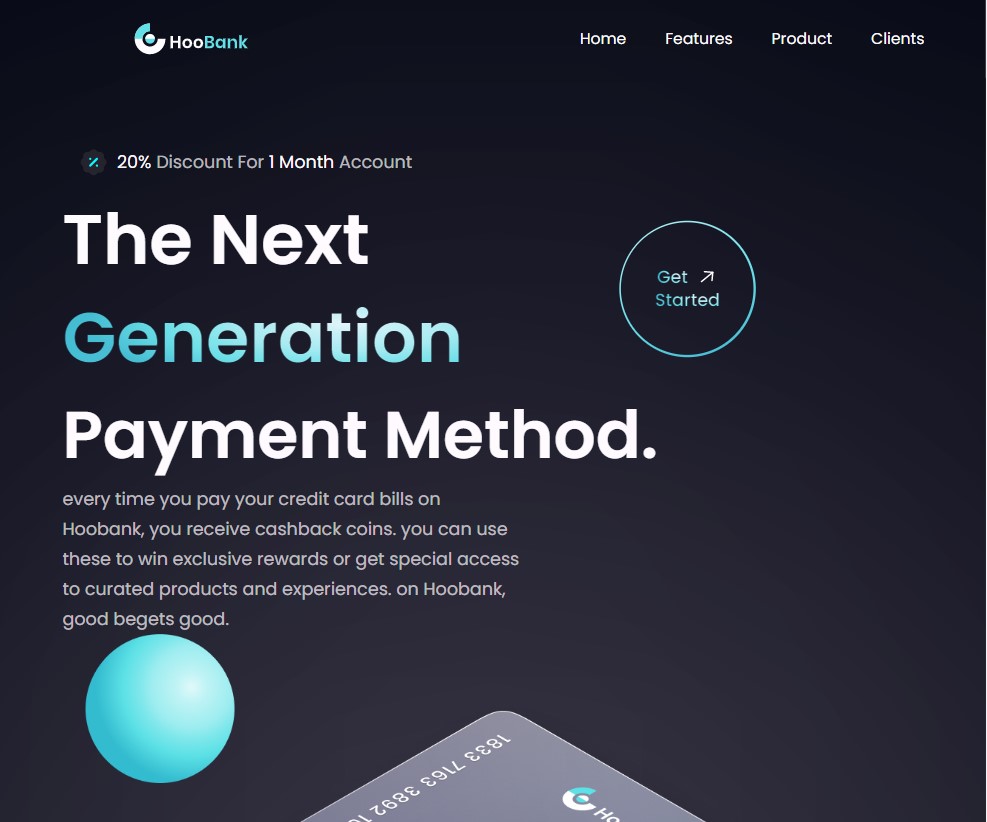 HooBank
Home Features Product Clients
20% Discount For 1 Month Account
The Next
Generation
Payment Method.
Get
Started
every time you pay your credit card bills on
Hoobank, you receive cashback coins. you can use
these to win exclusive rewards or get special access
to curated products and experiences. on Hoobank,
good begets good.
1833 7163 3892
Ho